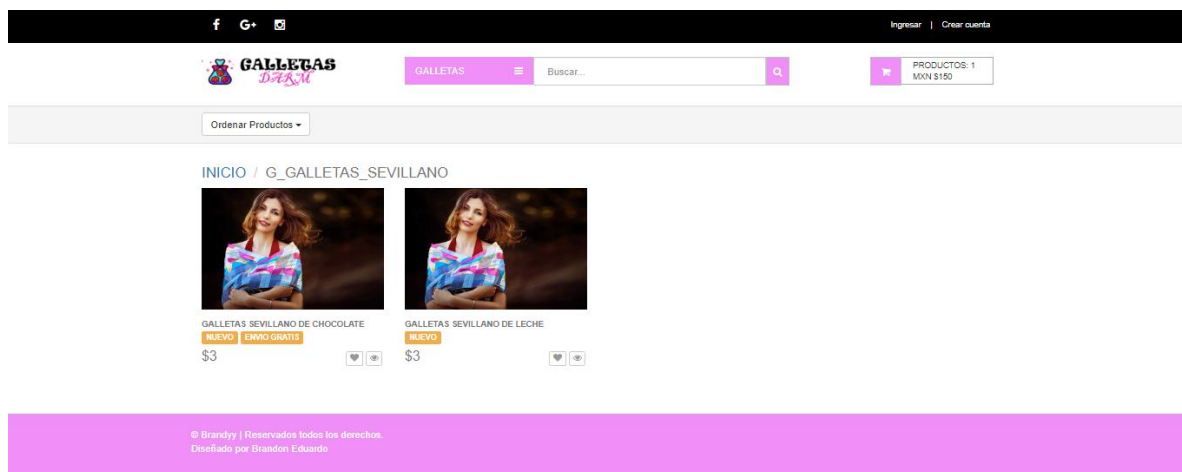 Ingresar | Crear cuenta
GALLETAS
DARM
GALLETAS
Buscar...
PRODUCTOS: 1
MXN $150
Ordenar Productos
INICIO / G_GALLETAS_SEVILLANO
GALLETAS SEVILLANO DE CHOCOLATE
NUEVO ENVIO GRATIS
$3
GALLETAS SEVILLANO DE LECHE
NUEVO
$3
© Brandyy | Reservados todos los derechos.
Diseñado por Brandon Eduardo